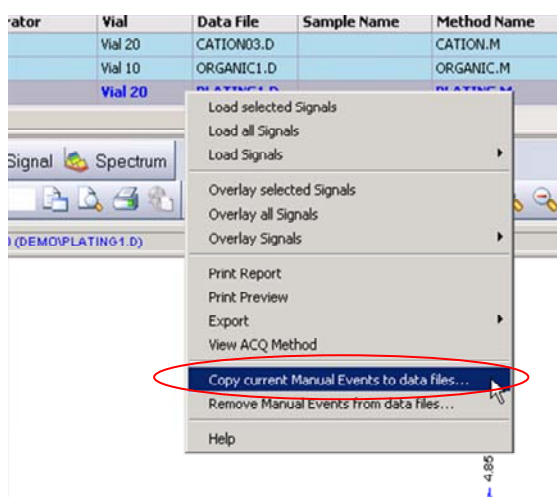 rator Vial Data File Sample Name Method Name
Vial 20 CATION03.D CATION.M
Vial 10 ORGANIC1.D ORGANIC.M
Vial 20 PLATING1.D PLATING.M
Load selected Signals
Load all Signals
Load Signals
Signal Spectrum
Overlay selected Signals
Overlay all Signals
Overlay Signals
0 (DEMO\PLATING1.D)
Print Report
Print Preview
Export
View ACQ Method
Copy current Manual Events to data files...
Remove Manual Events from data files...
Help
4.85